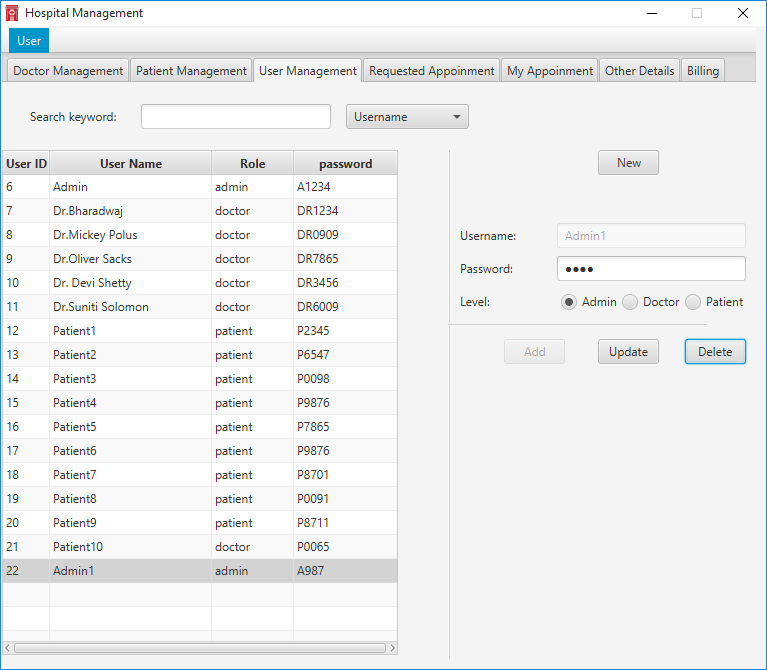 Hospital Management
User
Doctor Management Patient Management User Management Requested Appoinment My Appoinment Other Details Billing
Search keyword: Username
User ID User Name Role password
6 Admin admin A1234
7 Dr.Bharadwaj doctor DR1234
8 Dr.Mickey Polus doctor DR0909
9 Dr.Oliver Sacks doctor DR7865
10 Dr. Devi Shetty doctor DR3456
11 Dr.Suniti Solomon doctor DR6009
12 Patient1 patient P2345
13 Patient2 patient P6547
14 Patient3 patient P0098
15 Patient4 patient P9876
16 Patient5 patient P7865
17 Patient6 patient P9876
18 Patient7 patient P8701
19 Patient8 patient P0091
20 Patient9 patient P8711
21 Patient10 doctor P0065
22 Admin1 admin A987
New
Username: Admin1
Password: ●●●●
Level: Admin Doctor Patient
Add Update Delete